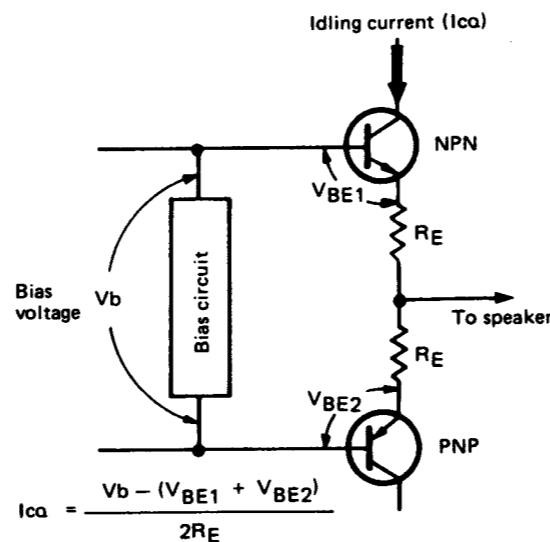 Idling current (Ica)
NPN
VBE1
RE
Bias voltage
Vb
Bias circuit
To speaker
RE
VBE2
PNP
Ica = Vb − (VBE1 + VBE2) / 2RE